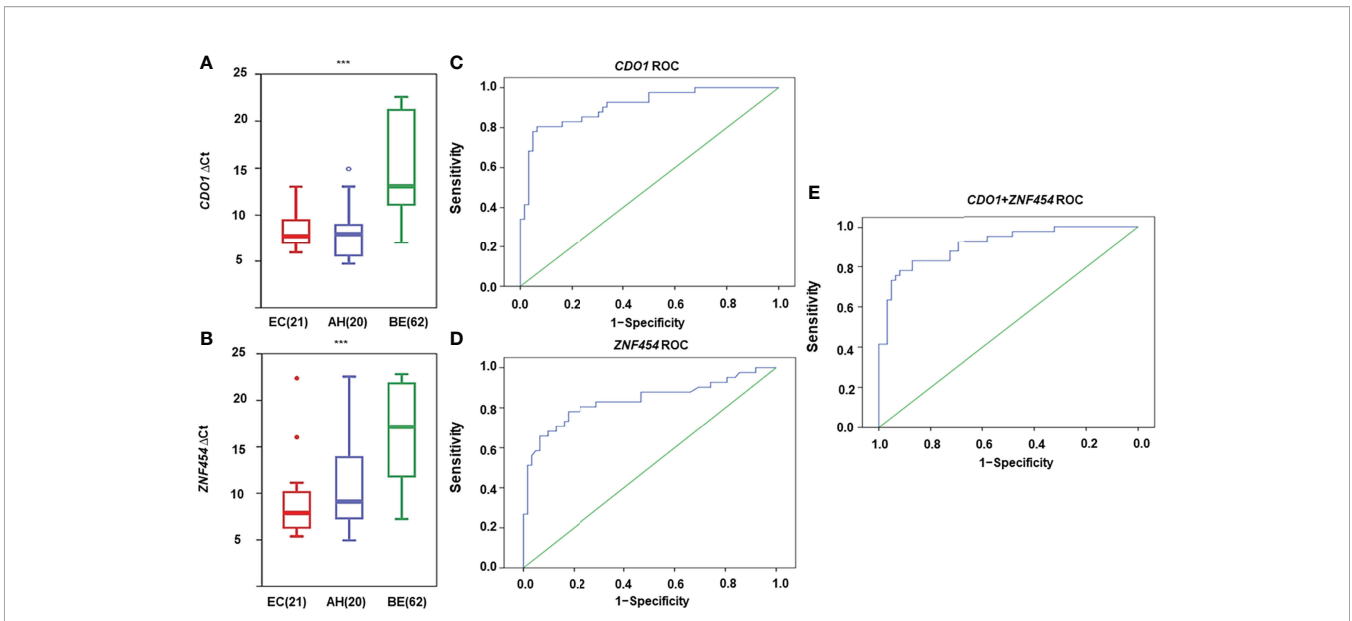 A
***
25
20
15
10
5
CDO1 ΔCt
EC(21) AH(20) BE(62)
B
***
25
20
15
10
5
ZNF454 ΔCt
EC(21) AH(20) BE(62)
C
CDO1 ROC
1.0
0.8
0.6
0.4
0.2
0.0
Sensitivity
0.0 0.2 0.4 0.6 0.8 1.0
1−Specificity
D
ZNF454 ROC
1.0
0.8
0.6
0.4
0.2
0.0
Sensitivity
0.0 0.2 0.4 0.6 0.8 1.0
1−Specificity
E
CDO1+ZNF454 ROC
1.0
0.8
0.6
0.4
0.2
0.0
Sensitivity
1.0 0.8 0.6 0.4 0.2 0.0
1−Specificity